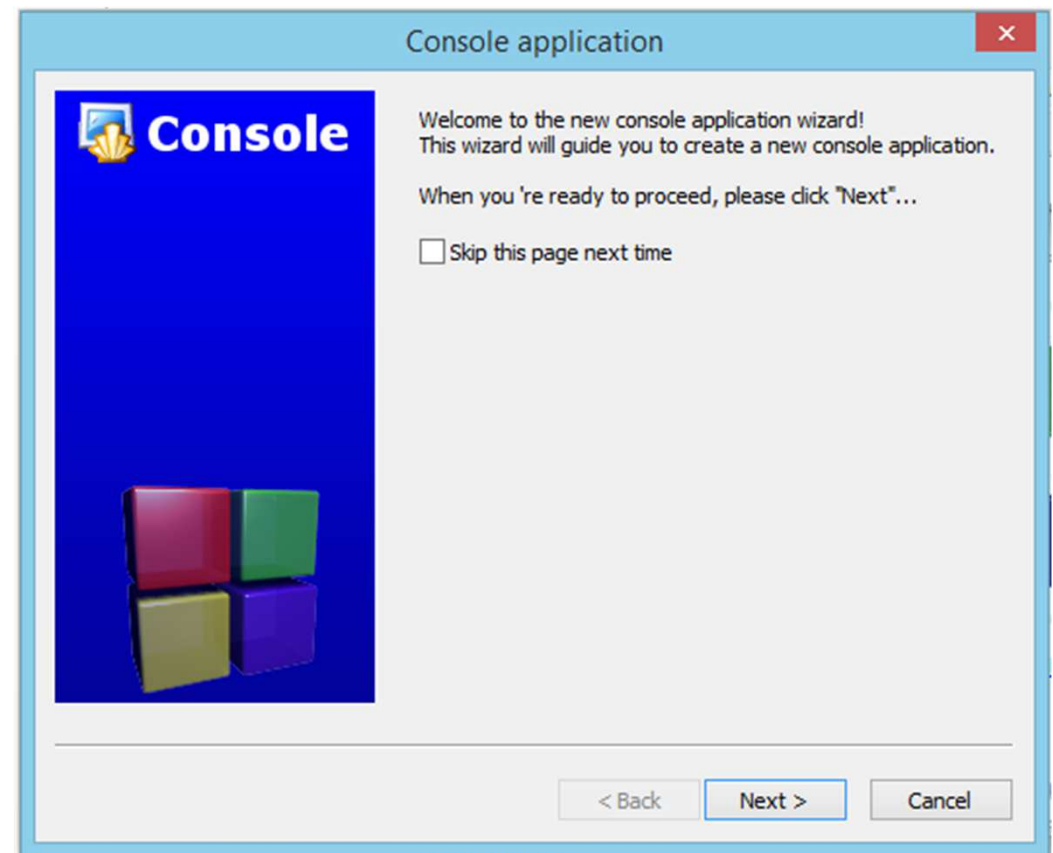 Console application
Console
Welcome to the new console application wizard!
This wizard will guide you to create a new console application.
When you 're ready to proceed, please click "Next"...
Skip this page next time
< Back
Next >
Cancel